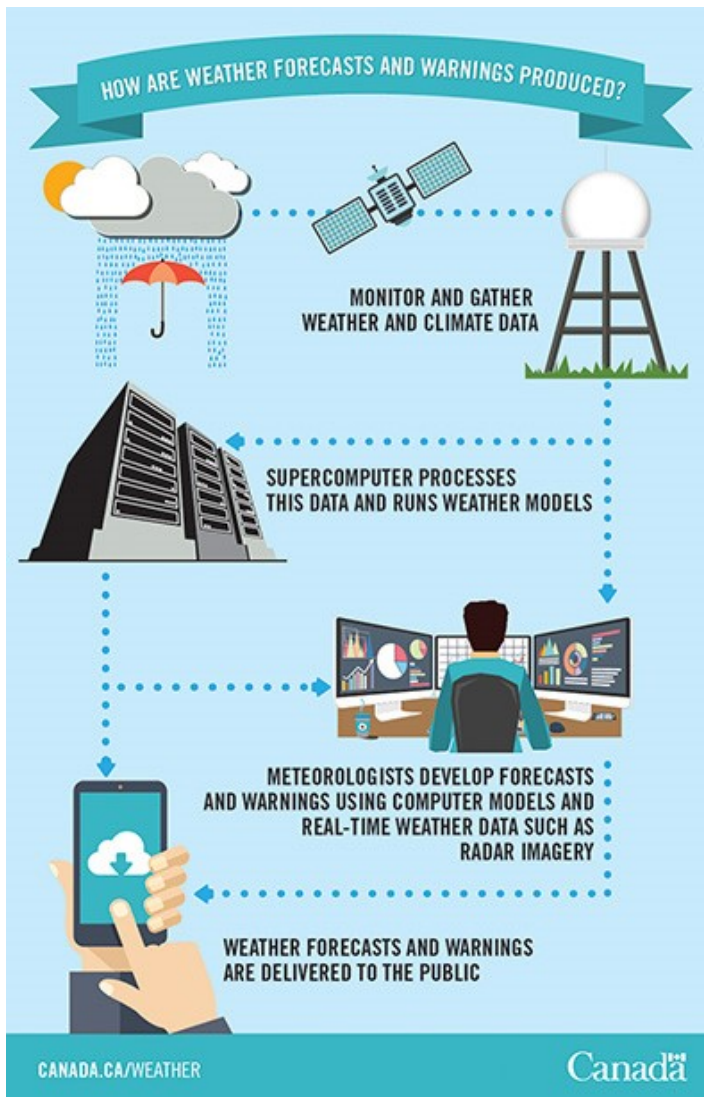 HOW ARE WEATHER FORECASTS AND WARNINGS PRODUCED?
MONITOR AND GATHER
WEATHER AND CLIMATE DATA
SUPERCOMPUTER PROCESSES
THIS DATA AND RUNS WEATHER MODELS
METEOROLOGISTS DEVELOP FORECASTS
AND WARNINGS USING COMPUTER MODELS AND
REAL-TIME WEATHER DATA SUCH AS
RADAR IMAGERY
WEATHER FORECASTS AND WARNINGS
ARE DELIVERED TO THE PUBLIC
CANADA.CA/WEATHER
Canada